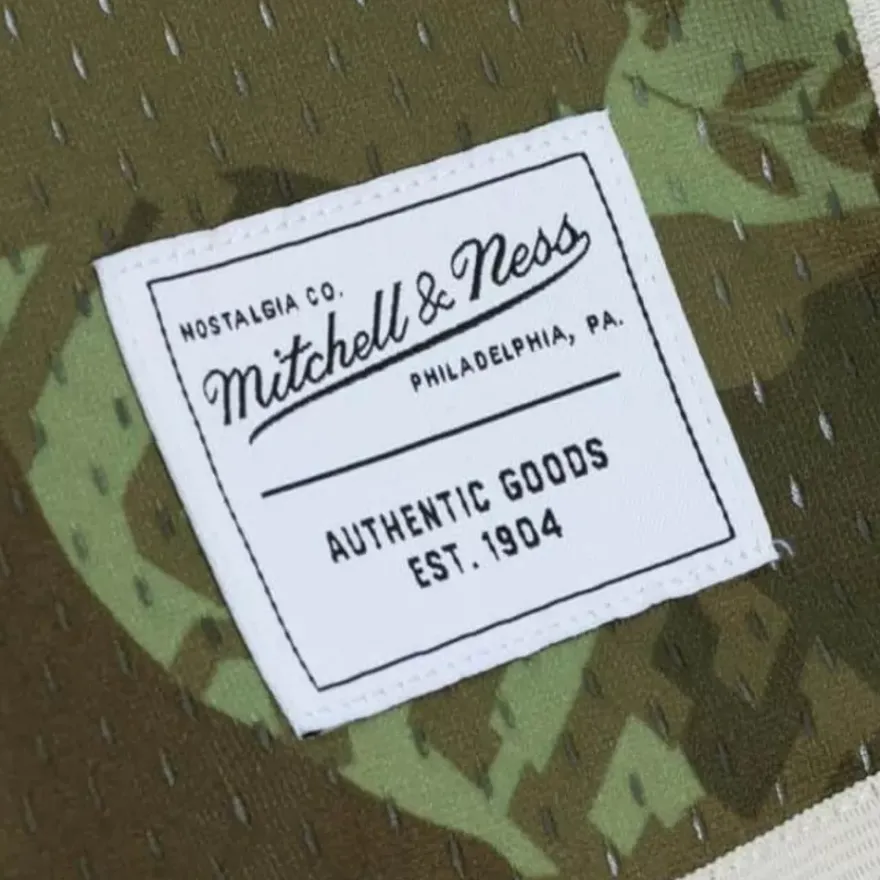 NOSTALGIA CO.
Mitchell & Ness
PHILADELPHIA, PA.
AUTHENTIC GOODS
EST. 1904